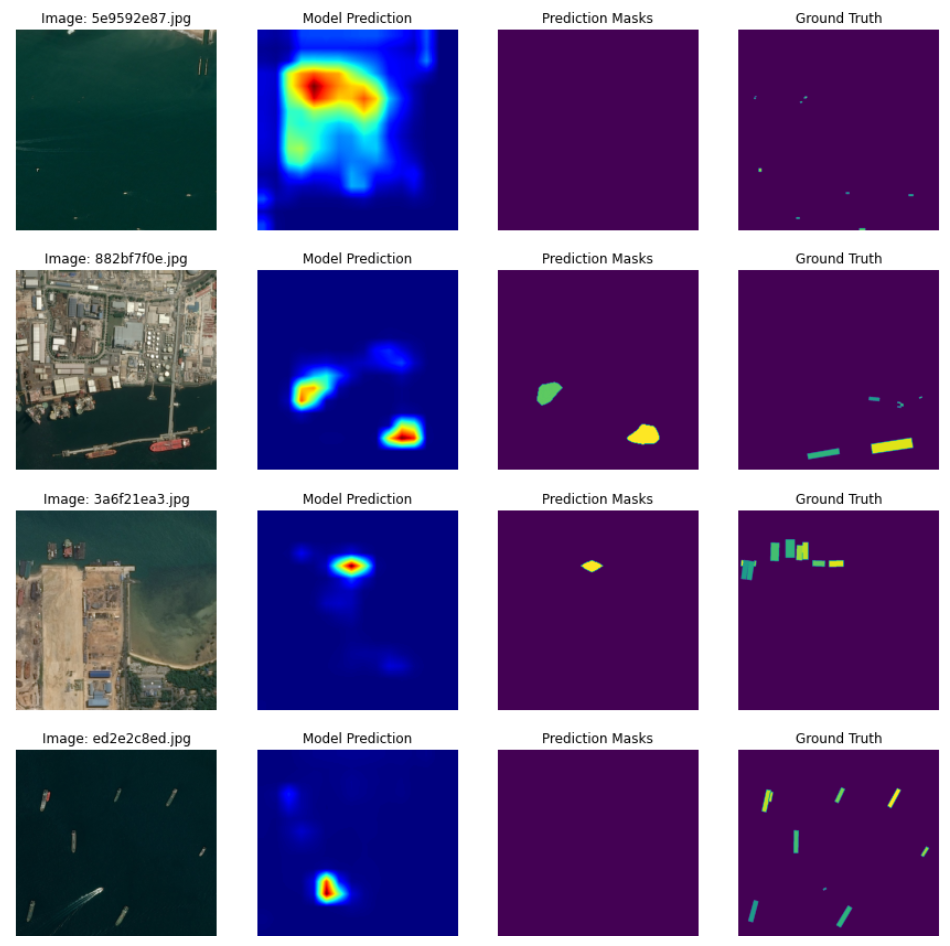 Image: 5e9592e87.jpg Model Prediction Prediction Masks Ground Truth
Image: 882bf7f0e.jpg Model Prediction Prediction Masks Ground Truth
Image: 3a6f21ea3.jpg Model Prediction Prediction Masks Ground Truth
Image: ed2e2c8ed.jpg Model Prediction Prediction Masks Ground Truth